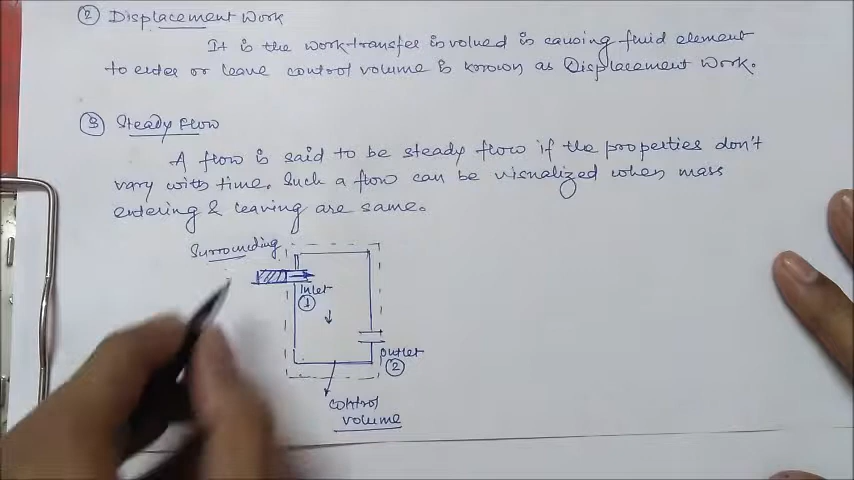 ② Displacement Work
It is the work transfer involued is causing fluid element
to enter or leave control volume is known as Displacement Work.
③ Steady Flow
A flow is said to be steady flow if the properties don't
vary with time. Such a flow can be visualized when mass
entering & leaving are same.
Surrounding
Inlet
①
outlet
②
control
volume